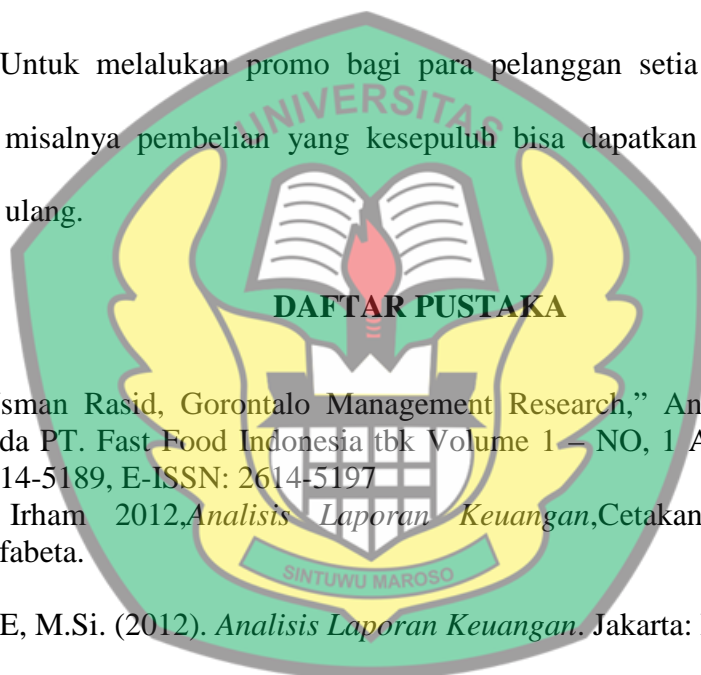 Untuk melalukan promo bagi para pelanggan setia
UNIVERSITAS
misalnya pembelian yang kesepuluh bisa dapatkan
ulang.
DAFTAR PUSTAKA
sman Rasid, Gorontalo Management Research,” An
da PT. Fast Food Indonesia tbk Volume 1 – NO, 1 A
14-5189, E-ISSN: 2614-5197
Irham 2012,Analisis Laporan Keuangan,Cetakan
fabeta.
SINTUWU MAROSO
E, M.Si. (2012). Analisis Laporan Keuangan. Jakarta: